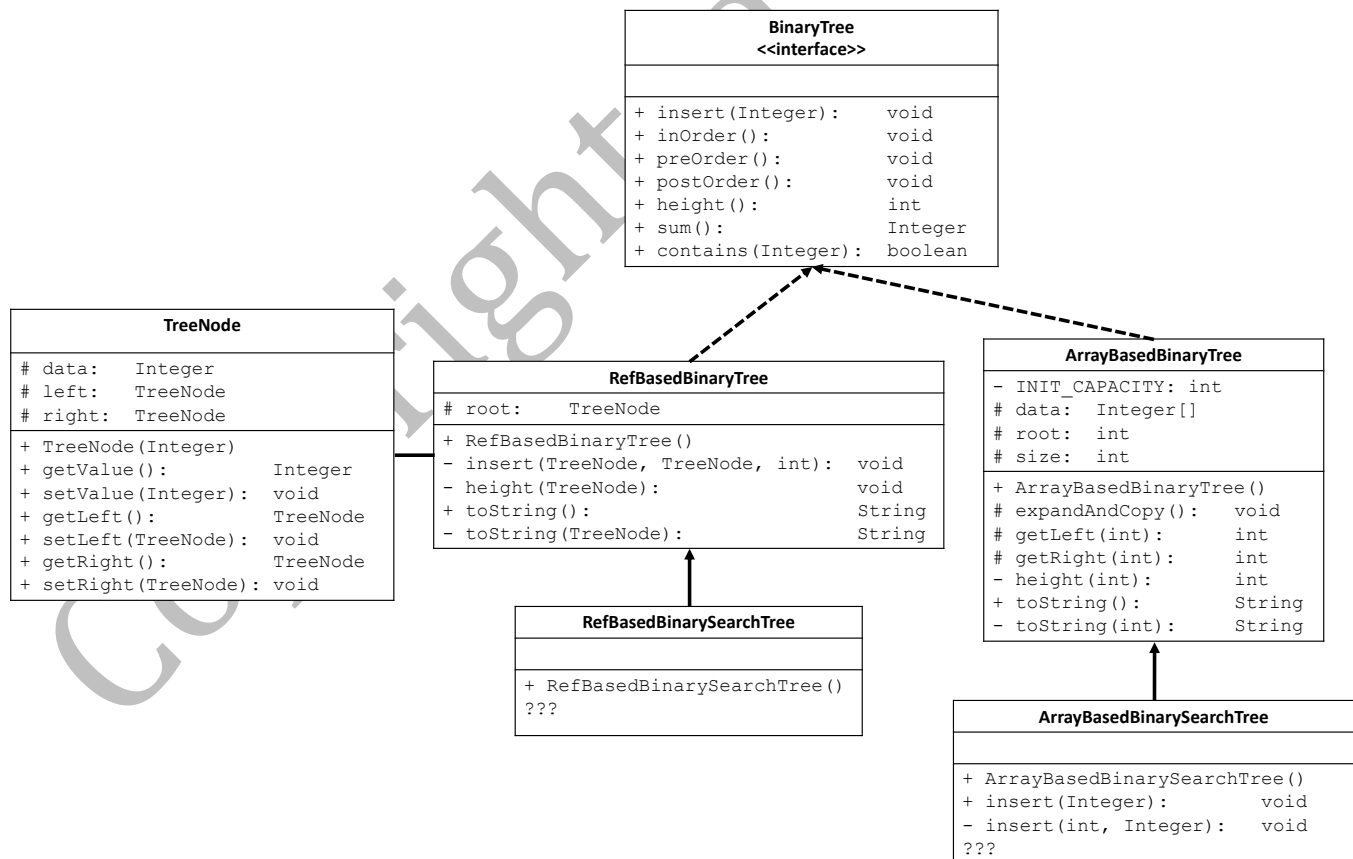 BinaryTree
<<interface>>
+ insert(Integer): void
+ inOrder(): void
+ preOrder(): void
+ postOrder(): void
+ height(): int
+ sum(): Integer
+ contains(Integer): boolean
TreeNode
# data: Integer
# left: TreeNode
# right: TreeNode
+ TreeNode(Integer)
+ getValue(): Integer
+ setValue(Integer): void
+ getLeft(): TreeNode
+ setLeft(TreeNode): void
+ getRight(): TreeNode
+ setRight(TreeNode): void
RefBasedBinaryTree
# root: TreeNode
+ RefBasedBinaryTree()
- insert(TreeNode, TreeNode, int): void
- height(TreeNode): void
+ toString(): String
- toString(TreeNode): String
ArrayBasedBinaryTree
- INIT_CAPACITY: int
# data: Integer[]
# root: int
# size: int
+ ArrayBasedBinaryTree()
# expandAndCopy(): void
# getLeft(int): int
# getRight(int): int
- height(int): int
+ toString(): String
- toString(int): String
RefBasedBinarySearchTree
+ RefBasedBinarySearchTree()
???
ArrayBasedBinarySearchTree
+ ArrayBasedBinarySearchTree()
+ insert(Integer): void
- insert(int, Integer): void
???